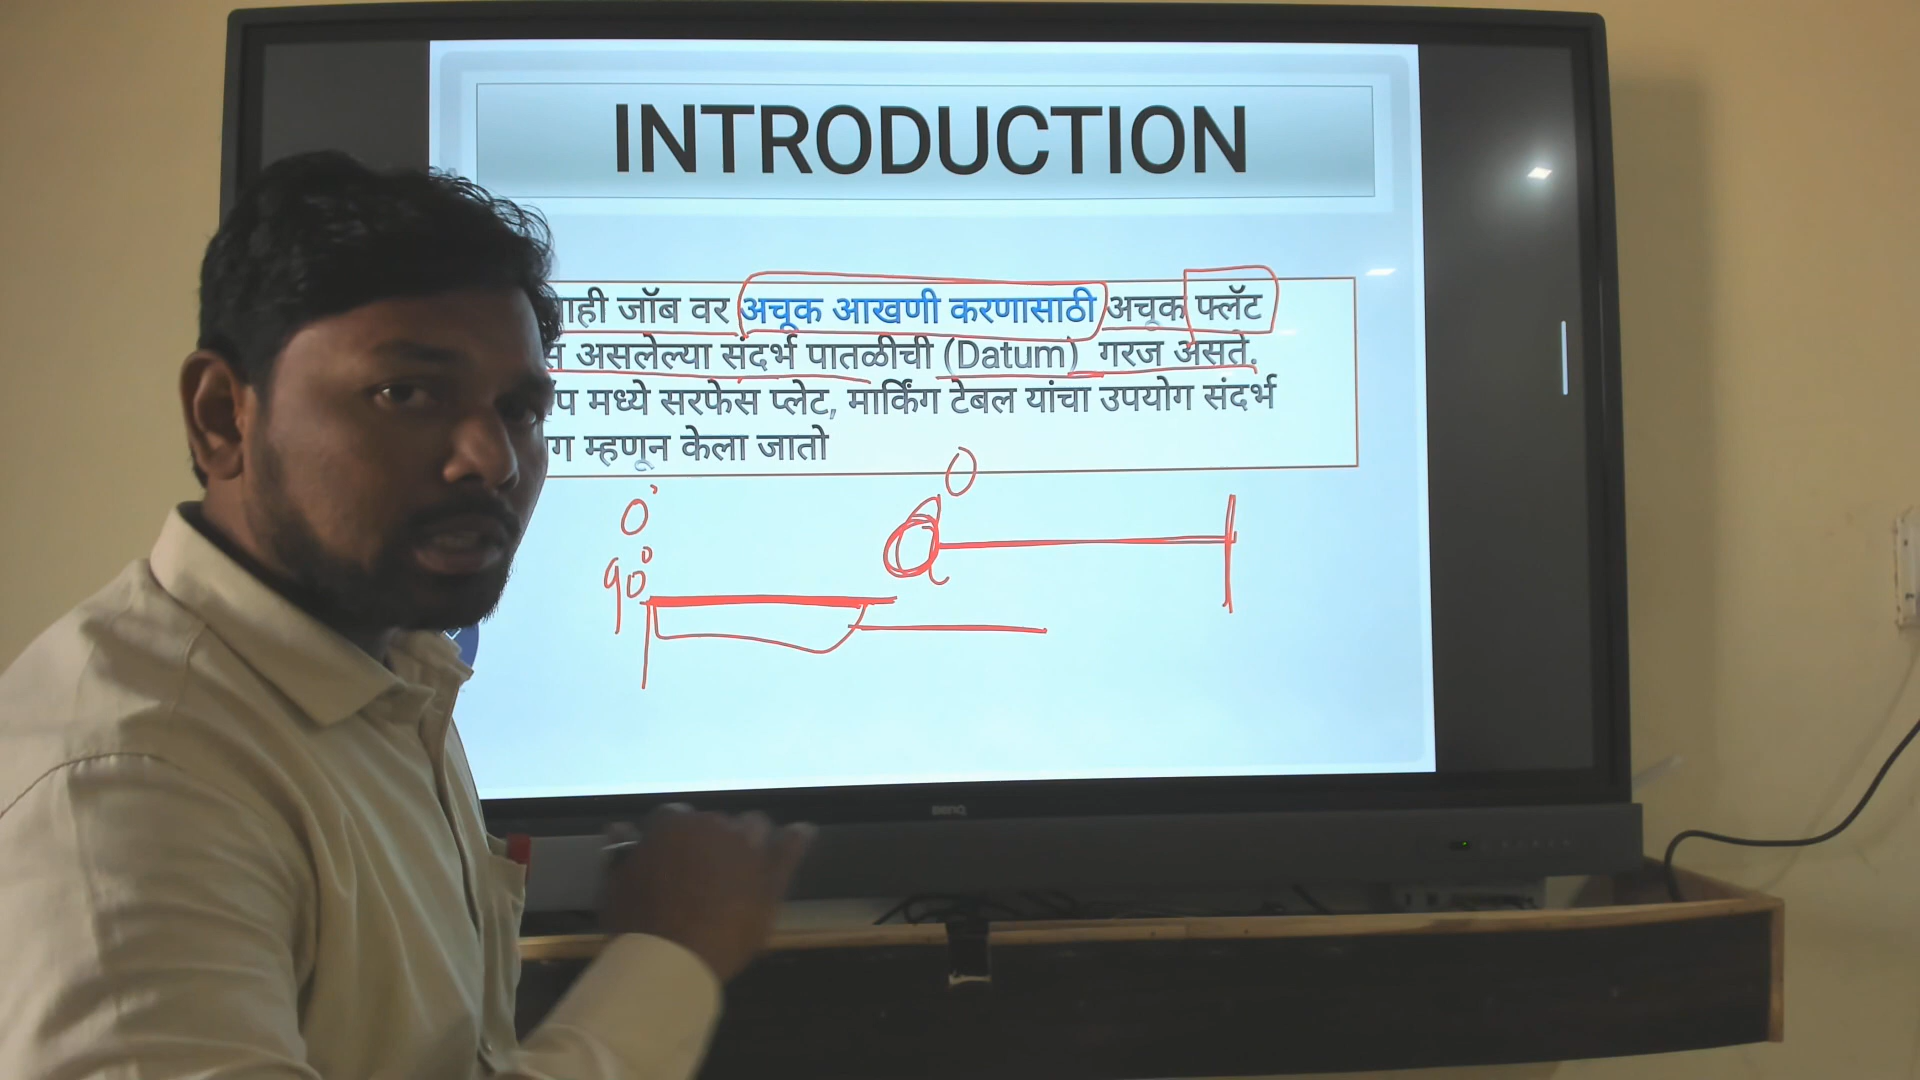 INTRODUCTION
जॉब वर अचूक आखणी करणासाठी अचूक फ्लॅट
असलेल्या संदर्भ पातळीची (Datum) गरज असते.
मध्ये सरफेस प्लेट, मार्किंग टेबल यांचा उपयोग संदर्भ
म्हणून केला जातो
0
0°
90°
BenQ